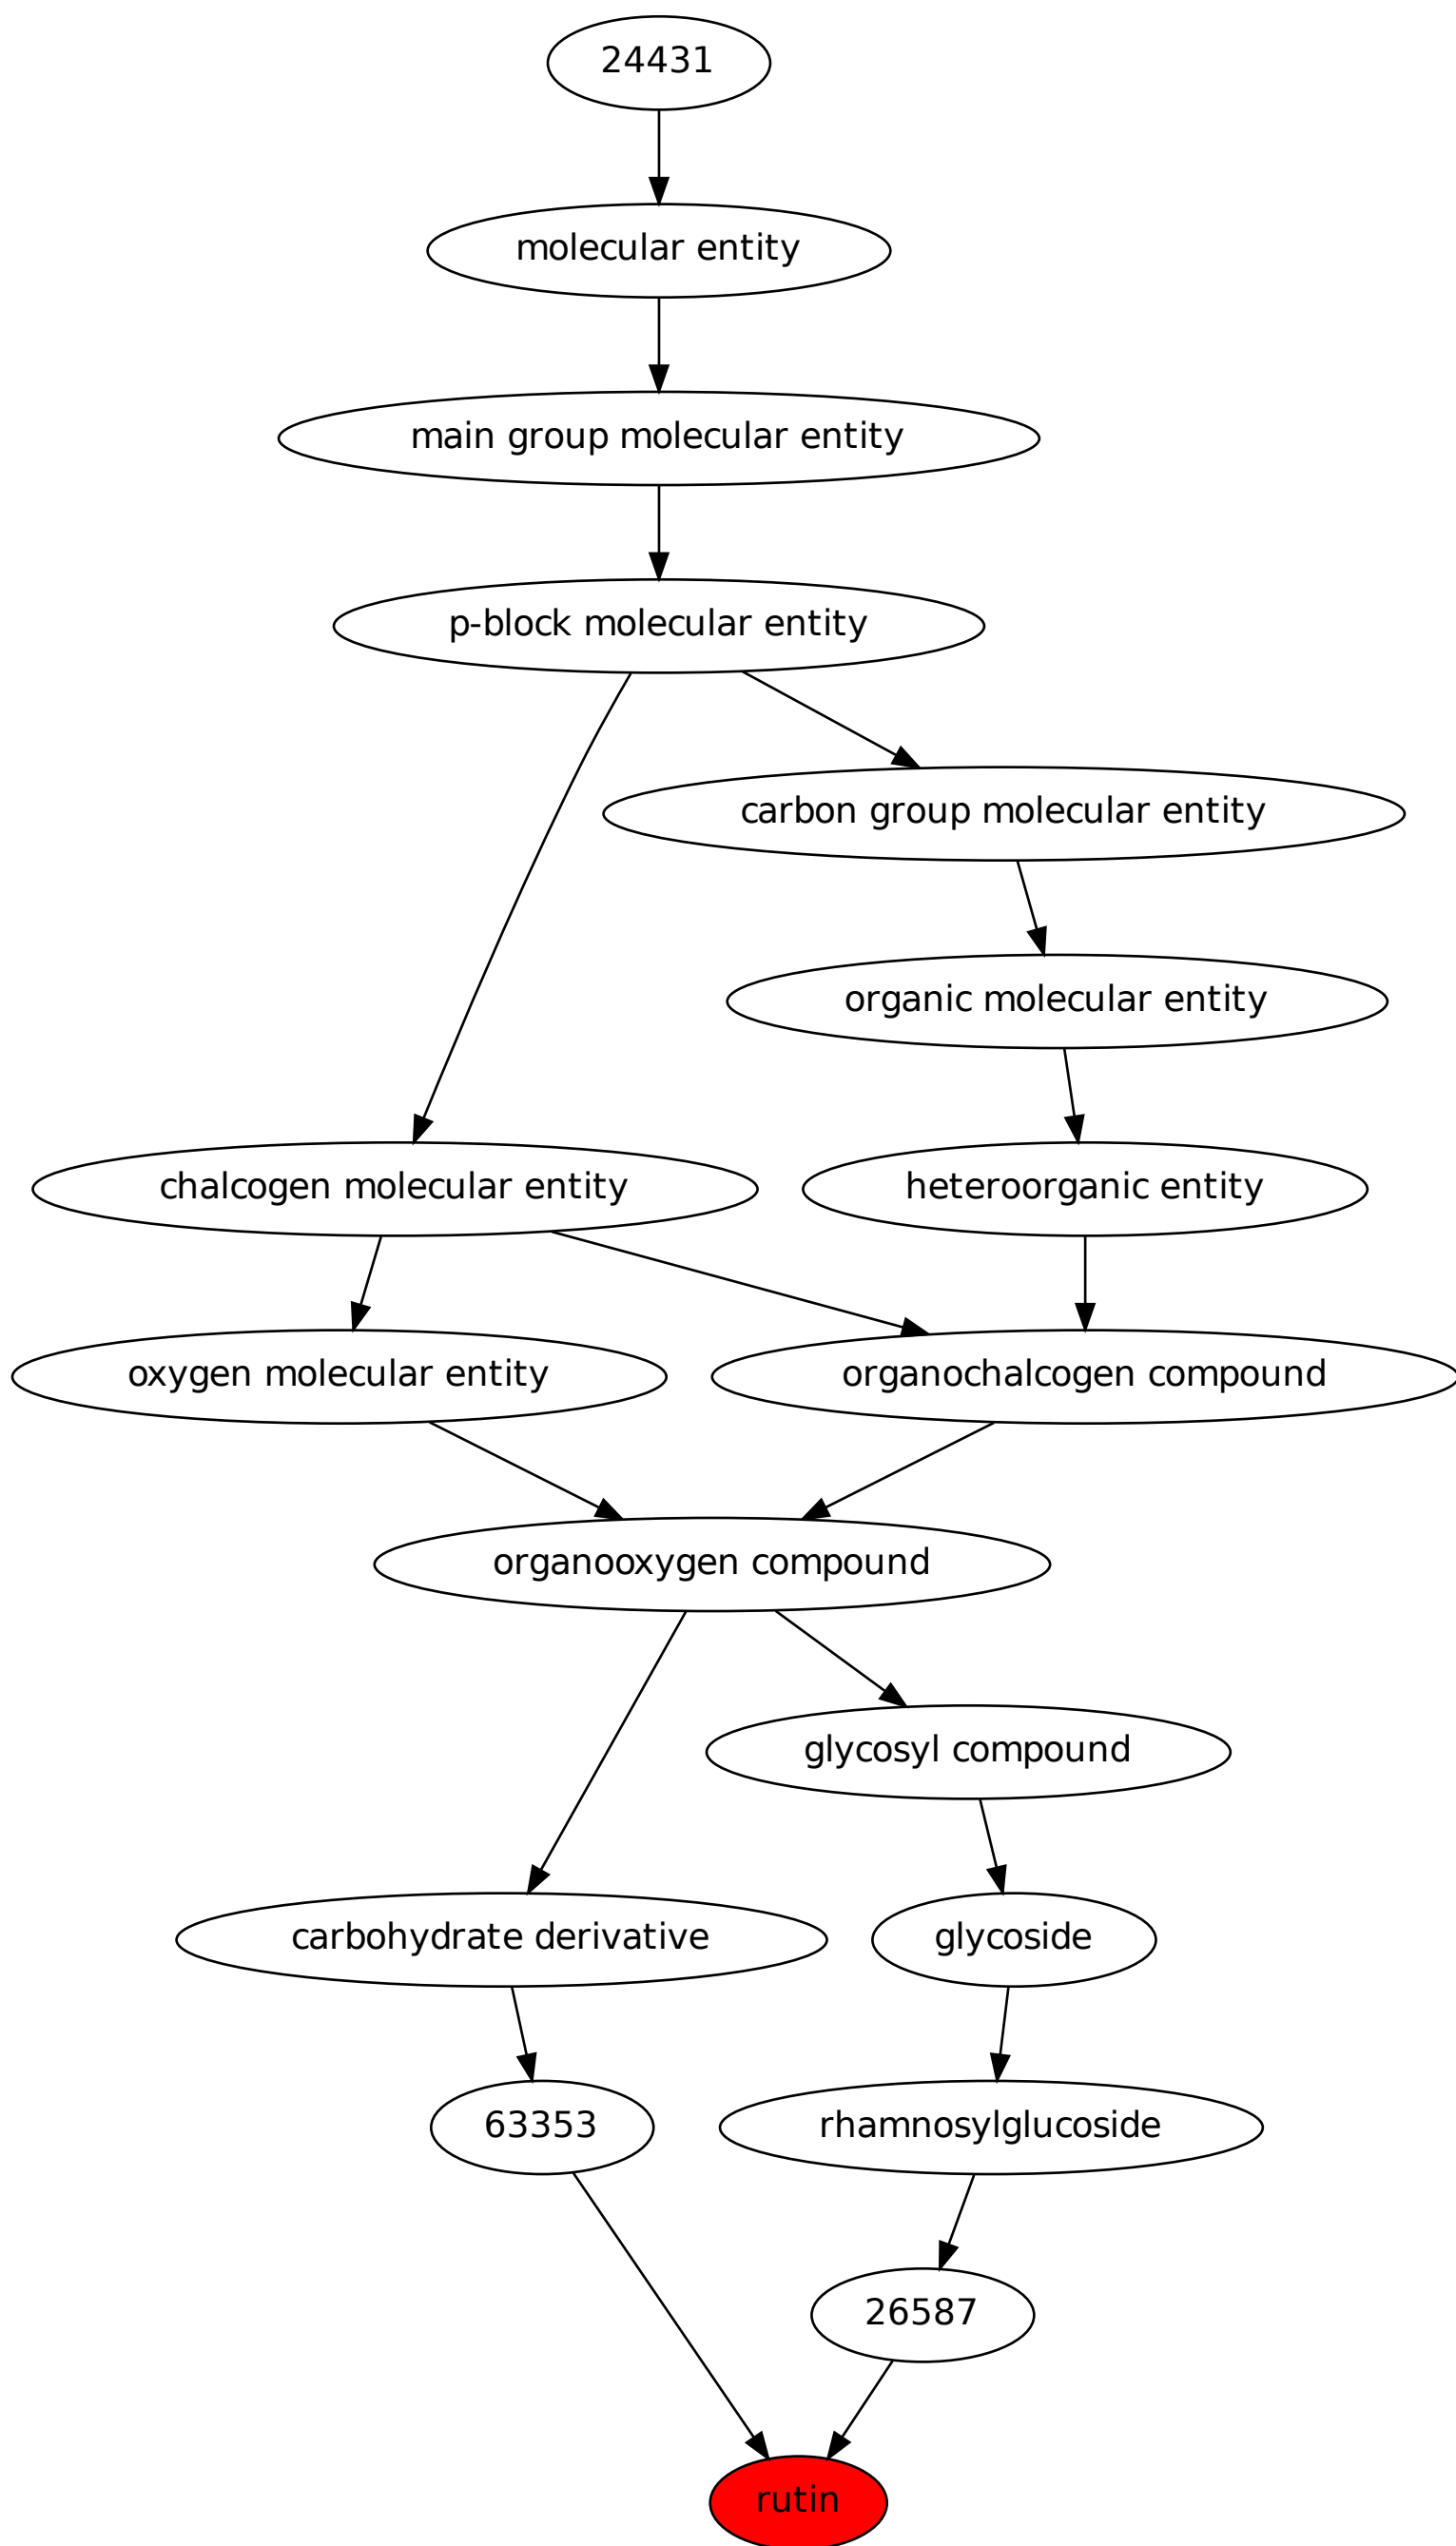 24431
molecular entity
main group molecular entity
p-block molecular entity
carbon group molecular entity
organic molecular entity
chalcogen molecular entity
heteroorganic entity
oxygen molecular entity
organochalcogen compound
organooxygen compound
glycosyl compound
carbohydrate derivative
glycoside
63353
rhamnosylglucoside
26587
rutin